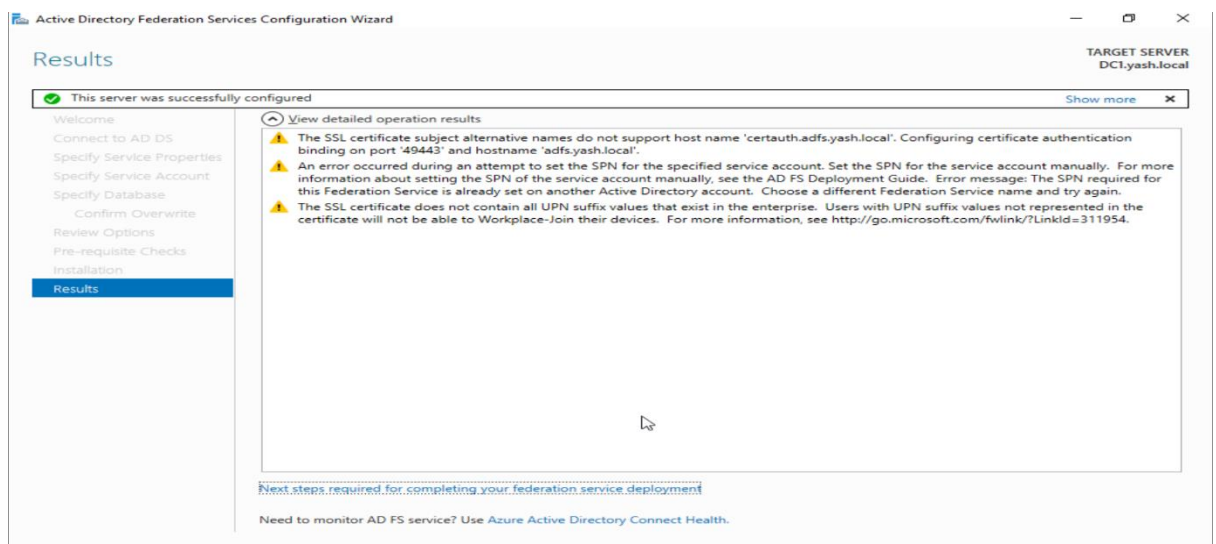 Active Directory Federation Services Configuration Wizard
Results
TARGET SERVER
DC1.yash.local
This server was successfully configured
Show more
Welcome
Connect to AD DS
Specify Service Properties
Specify Service Account
Specify Database
Confirm Overwrite
Review Options
Pre-requisite Checks
Installation
Results
View detailed operation results
The SSL certificate subject alternative names do not support host name 'certauth.adfs.yash.local'. Configuring certificate authentication
binding on port '49443' and hostname 'adfs.yash.local'.
An error occurred during an attempt to set the SPN for the specified service account. Set the SPN for the service account manually. For more
information about setting the SPN of the service account manually, see the AD FS Deployment Guide. Error message: The SPN required for
this Federation Service is already set on another Active Directory account. Choose a different Federation Service name and try again.
The SSL certificate does not contain all UPN suffix values that exist in the enterprise. Users with UPN suffix values not represented in the
certificate will not be able to Workplace-Join their devices. For more information, see http://go.microsoft.com/fwlink/?LinkId=311954.
Next steps required for completing your federation service deployment
Need to monitor AD FS service? Use Azure Active Directory Connect Health.